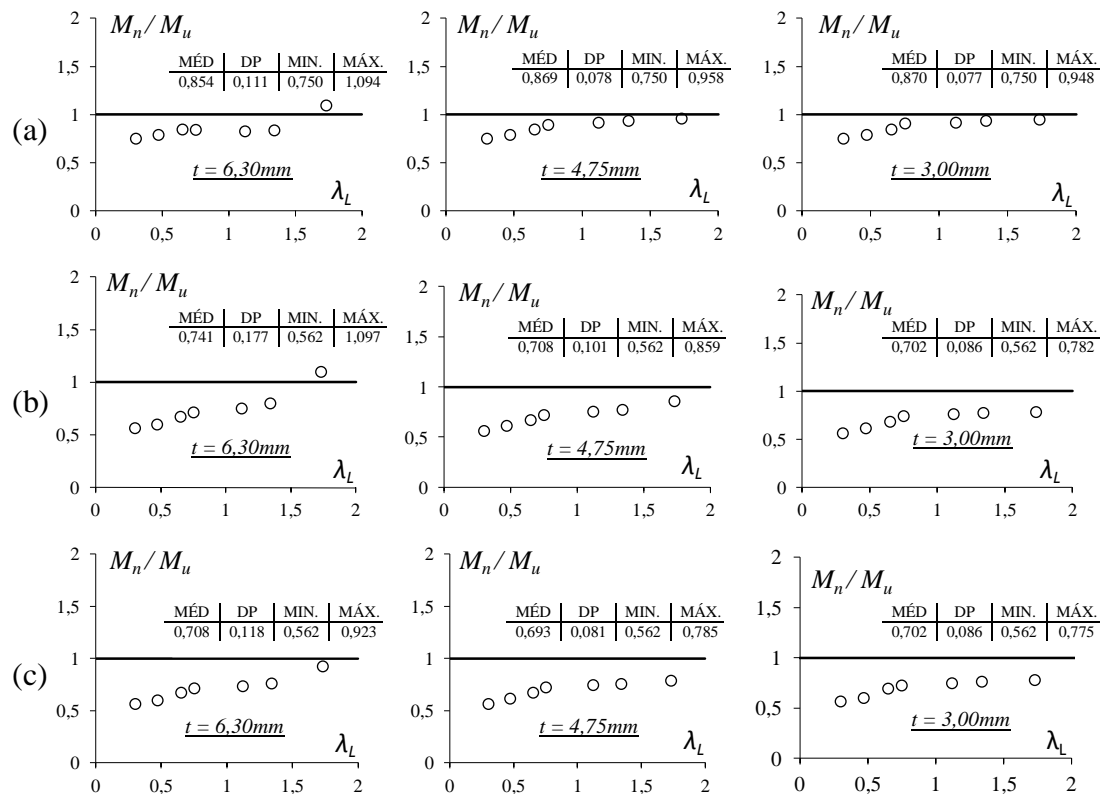 (a)
M_n / M_u
MÉD DP MIN. MÁX.
0,854 0,111 0,750 1,094
t = 6,30mm
λ_L
2
1,5
1
0,5
0
0 0,5 1 1,5 2
M_n / M_u
MÉD DP MIN. MÁX.
0,869 0,078 0,750 0,958
t = 4,75mm
λ_L
2
1,5
1
0,5
0
0 0,5 1 1,5 2
M_n / M_u
MÉD DP MIN. MÁX.
0,870 0,077 0,750 0,948
t = 3,00mm
λ_L
2
1,5
1
0,5
0
0 0,5 1 1,5 2
(b)
M_n / M_u
MÉD DP MIN. MÁX.
0,741 0,177 0,562 1,097
t = 6,30mm
λ_L
2
1,5
1
0,5
0
0 0,5 1 1,5 2
M_n / M_u
MÉD DP MIN. MÁX.
0,708 0,101 0,562 0,859
t = 4,75mm
λ_L
2
1,5
1
0,5
0
0 0,5 1 1,5 2
M_n / M_u
MÉD DP MIN. MÁX.
0,702 0,086 0,562 0,782
t = 3,00mm
λ_L
2
1,5
1
0,5
0
0 0,5 1 1,5 2
(c)
M_n / M_u
MÉD DP MIN. MÁX.
0,708 0,118 0,562 0,923
t = 6,30mm
λ_L
2
1,5
1
0,5
0
0 0,5 1 1,5 2
M_n / M_u
MÉD DP MIN. MÁX.
0,693 0,081 0,562 0,785
t = 4,75mm
λ_L
2
1,5
1
0,5
0
0 0,5 1 1,5 2
M_n / M_u
MÉD DP MIN. MÁX.
0,702 0,086 0,562 0,775
t = 3,00mm
λ_L
2
1,5
1
0,5
0
0 0,5 1 1,5 2